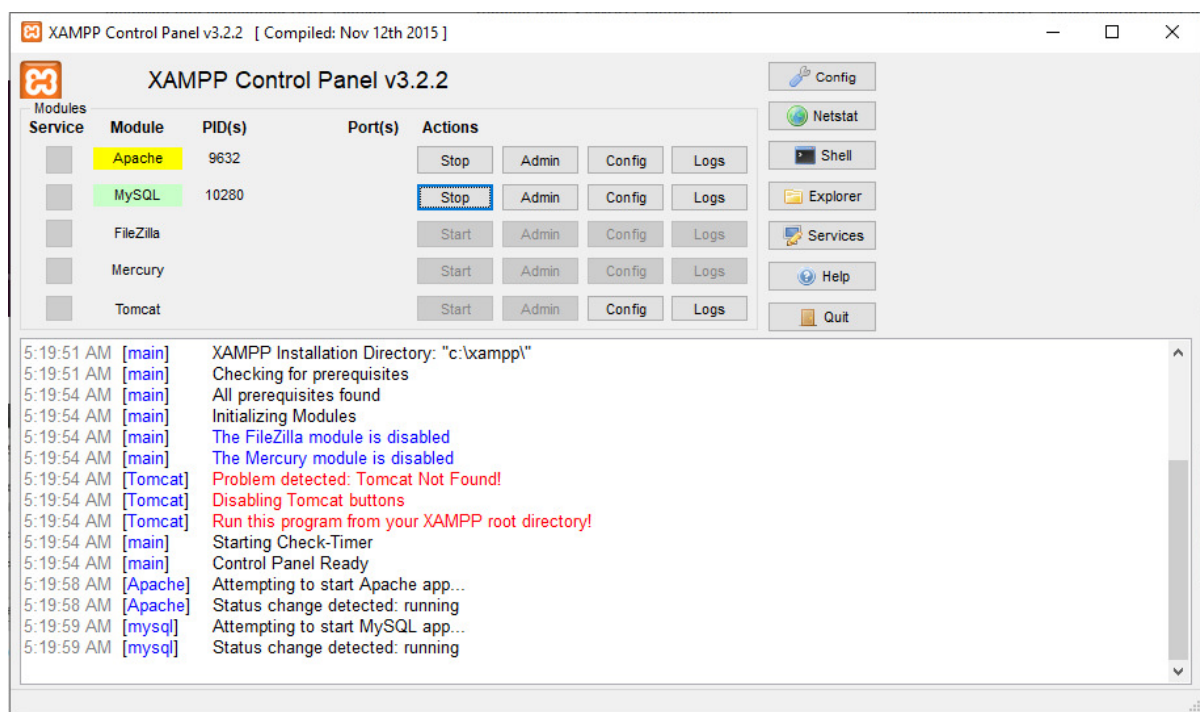 XAMPP Control Panel v3.2.2 [ Compiled: Nov 12th 2015 ]
XAMPP Control Panel v3.2.2
Config
Modules
Service Module PID(s) Port(s) Actions
Netstat
Apache 9632 Stop Admin Config Logs
Shell
MySQL 10280 Stop Admin Config Logs
Explorer
FileZilla Start Admin Config Logs
Services
Mercury Start Admin Config Logs
Help
Tomcat Start Admin Config Logs
Quit
5:19:51 AM [main] XAMPP Installation Directory: "c:\xampp\"
5:19:51 AM [main] Checking for prerequisites
5:19:54 AM [main] All prerequisites found
5:19:54 AM [main] Initializing Modules
5:19:54 AM [main] The FileZilla module is disabled
5:19:54 AM [main] The Mercury module is disabled
5:19:54 AM [Tomcat] Problem detected: Tomcat Not Found!
5:19:54 AM [Tomcat] Disabling Tomcat buttons
5:19:54 AM [Tomcat] Run this program from your XAMPP root directory!
5:19:54 AM [main] Starting Check-Timer
5:19:54 AM [main] Control Panel Ready
5:19:58 AM [Apache] Attempting to start Apache app...
5:19:58 AM [Apache] Status change detected: running
5:19:59 AM [mysql] Attempting to start MySQL app...
5:19:59 AM [mysql] Status change detected: running